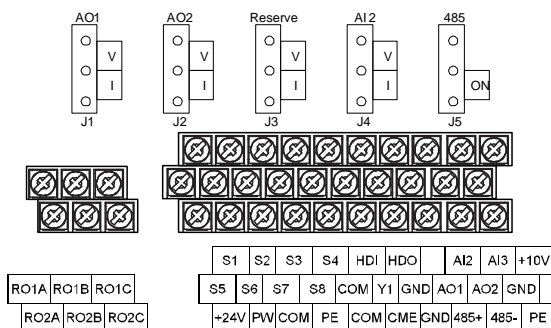 AO1 AO2 Reserve AI2 485
V V V V
I I I I ON
J1 J2 J3 J4 J5
S1 S2 S3 S4 HDI HDO AI2 AI3 +10V
RO1A RO1B RO1C S5 S6 S7 S8 COM Y1 GND AO1 AO2 GND
RO2A RO2B RO2C +24V PW COM PE COM CME GND 485+ 485- PE